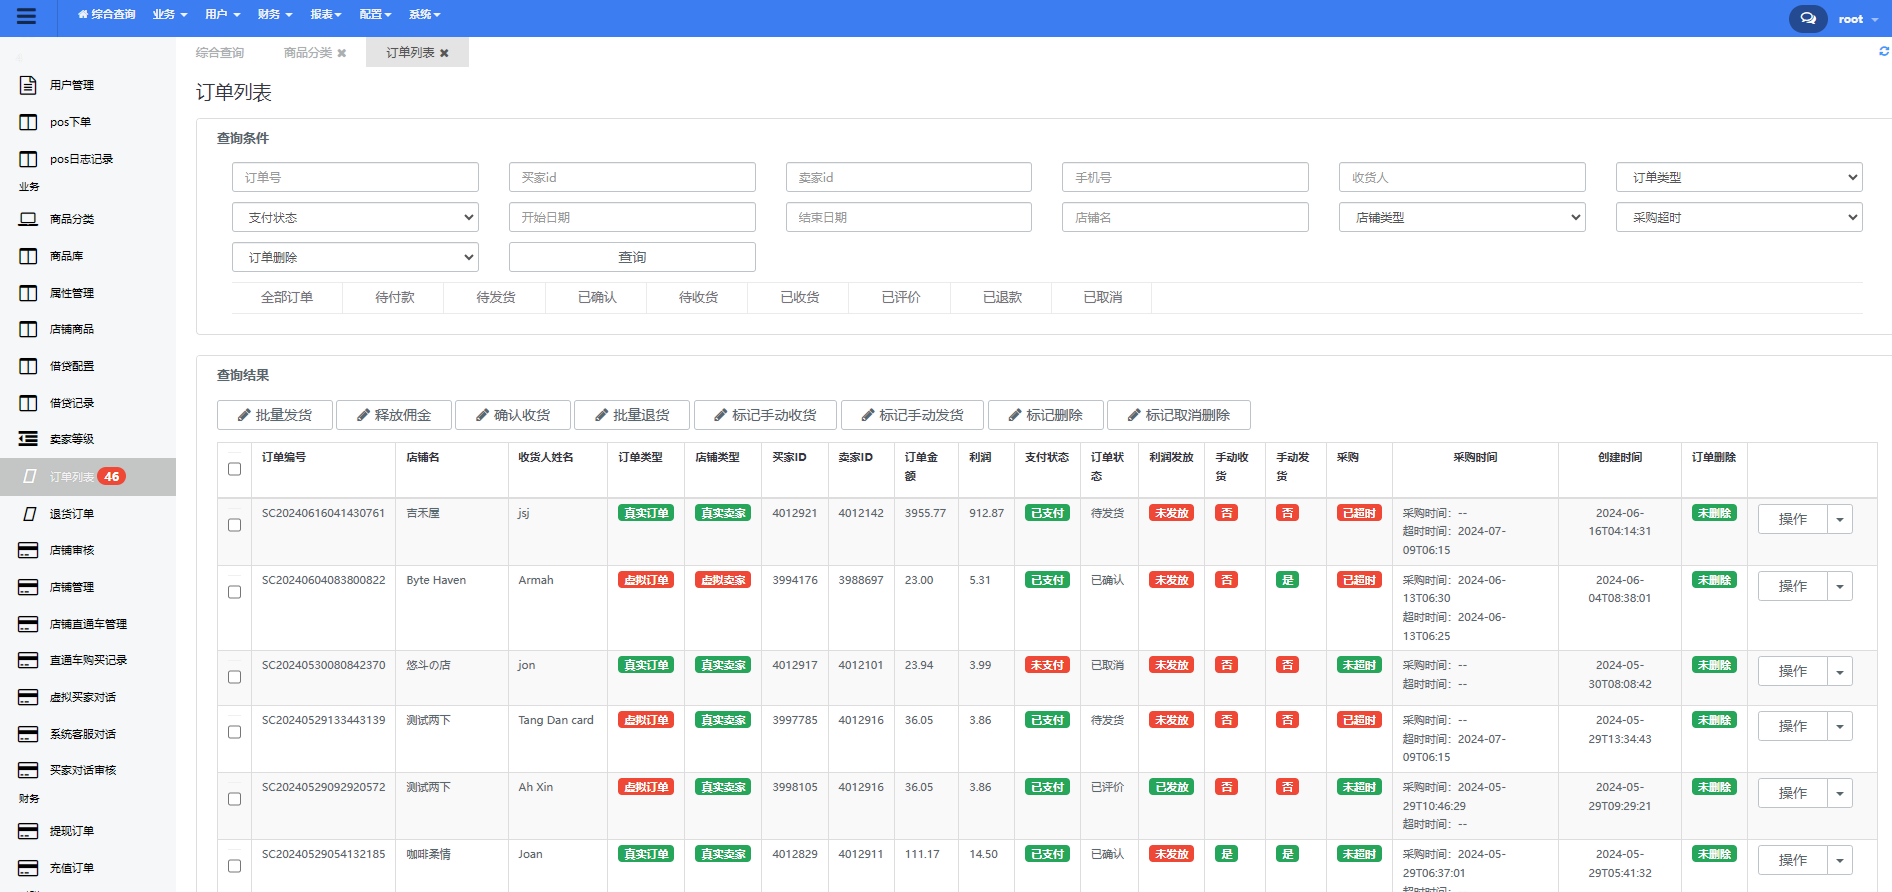 综合查询 业务 用户 财务 报表 配置 系统 root
综合查询 商品分类 订单列表
用户管理
pos下单
pos日志记录
业务
商品分类
商品库
属性管理
店铺商品
借贷配置
借贷记录
卖家等级
订单列表 46
退货订单
店铺审核
店铺管理
店铺直通车管理
直通车购买记录
虚拟买家对话
系统客服对话
买家对话审核
财务
提现订单
充值订单
订单列表
查询条件
订单号 买家id 卖家id 手机号 收货人 订单类型
支付状态 开始日期 结束日期 店铺名 店铺类型 采购超时
订单删除 查询
全部订单 待付款 待发货 已确认 待收货 已收货 已评价 已退款 已取消
查询结果
批量发货 释放佣金 确认收货 批量退货 标记手动收货 标记手动发货 标记删除 标记取消删除
订单编号 店铺名 收货人姓名 订单类型 店铺类型 买家ID 卖家ID 订单金 利润 支付状态 订单状 利润发放 手动收 手动发 采购 采购时间 创建时间 订单删除
额 态 货 货
SC20240616041430761 吉禾屋 jsj 真实订单 真实卖家 4012921 4012142 3955.77 912.87 已支付 待发货 未发放 否 否 已超时 采购时间：-- 2024-06- 未删除 操作
超时时间：2024-07- 16T04:14:31
09T06:15
SC20240604083800822 Byte Haven Armah 虚拟订单 虚拟卖家 3994176 3988697 23.00 5.31 已支付 已确认 未发放 否 是 已超时 采购时间：2024-06- 2024-06- 未删除 操作
13T06:30 04T08:38:01
超时时间：2024-06-
13T06:25
SC20240530080842370 悠斗の店 jon 真实订单 真实卖家 4012917 4012101 23.94 3.99 未支付 已取消 未发放 否 否 未超时 采购时间：-- 2024-05- 未删除 操作
超时时间：-- 30T08:08:42
SC20240529133443139 测试两下 Tang Dan card 虚拟订单 真实卖家 3997785 4012916 36.05 3.86 已支付 待发货 未发放 否 否 已超时 采购时间：-- 2024-05- 未删除 操作
超时时间：2024-07- 29T13:34:43
09T06:15
SC20240529092920572 测试两下 Ah Xin 虚拟订单 真实卖家 3998105 4012916 36.05 3.86 已支付 已评价 已发放 否 否 未超时 采购时间：2024-05- 2024-05- 未删除 操作
29T10:46:29 29T09:29:21
超时时间：--
SC20240529054132185 咖啡柔情 Joan 真实订单 真实卖家 4012829 4012911 111.17 14.50 已支付 已确认 未发放 是 是 未超时 采购时间：2024-05- 2024-05- 未删除 操作
29T06:37:01 29T05:41:32